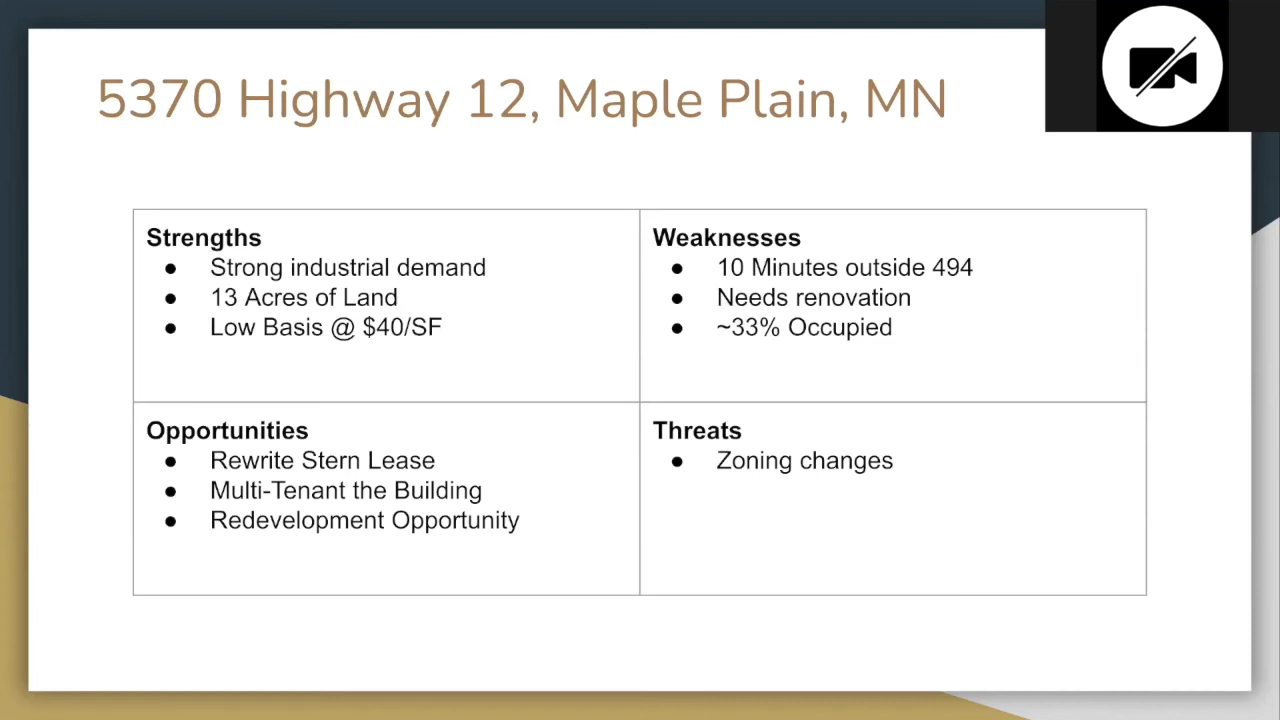 5370 Highway 12, Maple Plain, MN
Strengths
● Strong industrial demand
● 13 Acres of Land
● Low Basis @ $40/SF
Weaknesses
● 10 Minutes outside 494
● Needs renovation
● ~33% Occupied
Opportunities
● Rewrite Stern Lease
● Multi-Tenant the Building
● Redevelopment Opportunity
Threats
● Zoning changes